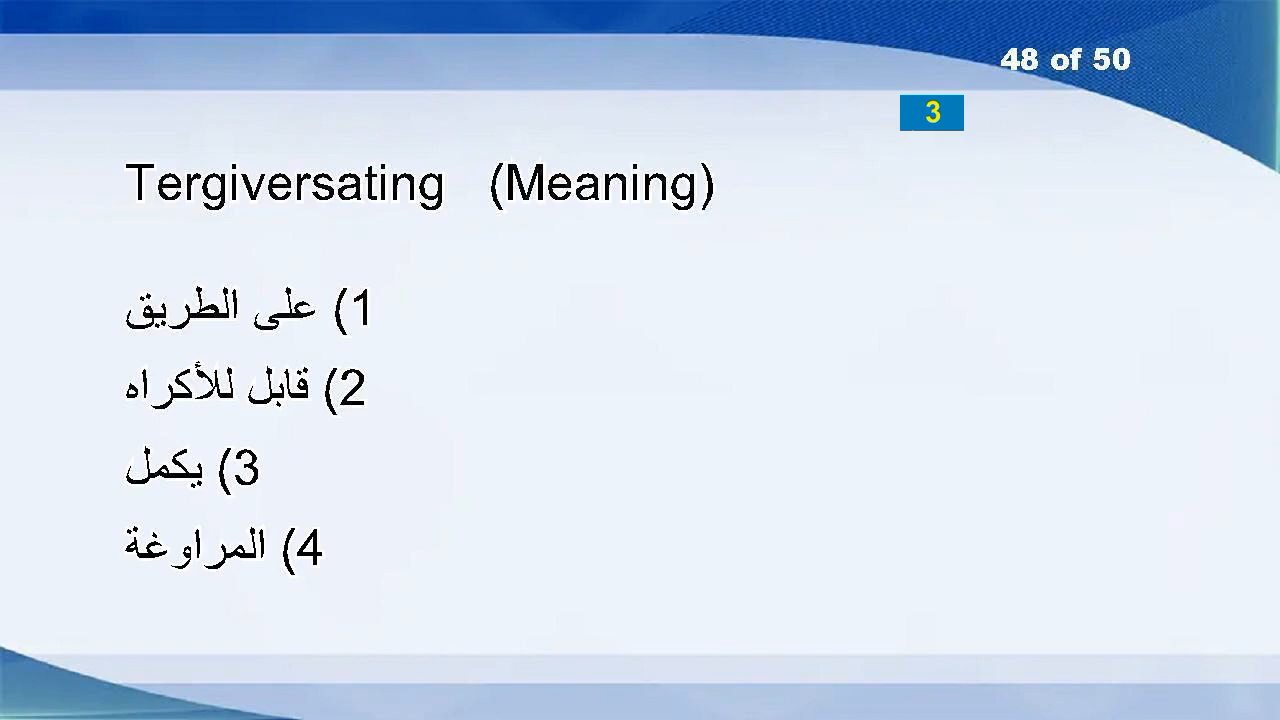 48 of 50
3
Tergiversating (Meaning)
1) على الطريق
2) قابل للأكراه
3) يكمل
4) المراوغة